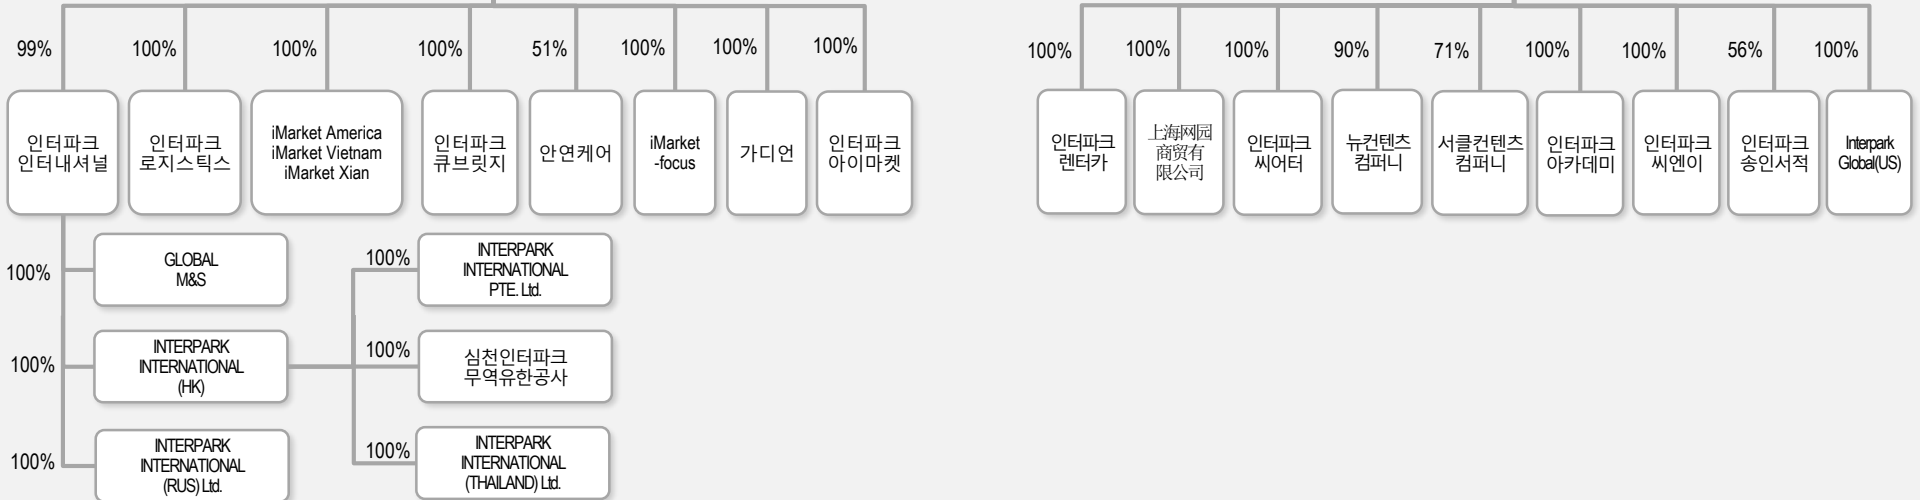 99%
100%
100%
100%
51%
100%
100%
100%
인터파크
인터내셔널
인터파크
로지스틱스
iMarket America
iMarket Vietnam
iMarket Xian
인터파크
큐브릿지
안연케어
iMarket
-focus
가디언
인터파크
아이마켓
100%
100%
100%
90%
71%
100%
100%
56%
100%
인터파크
렌터카
上海网园
商贸有
限公司
인터파크
씨어터
뉴컨텐츠
컴퍼니
서클컨텐츠
컴퍼니
인터파크
아카데미
인터파크
씨엔이
인터파크
송인서적
Interpark
Global(US)
100%
GLOBAL
M&S
100%
INTERPARK
INTERNATIONAL
PTE. Ltd.
100%
INTERPARK
INTERNATIONAL
(HK)
100%
심천인터파크
무역유한공사
100%
INTERPARK
INTERNATIONAL
(RUS) Ltd.
100%
INTERPARK
INTERNATIONAL
(THAILAND) Ltd.